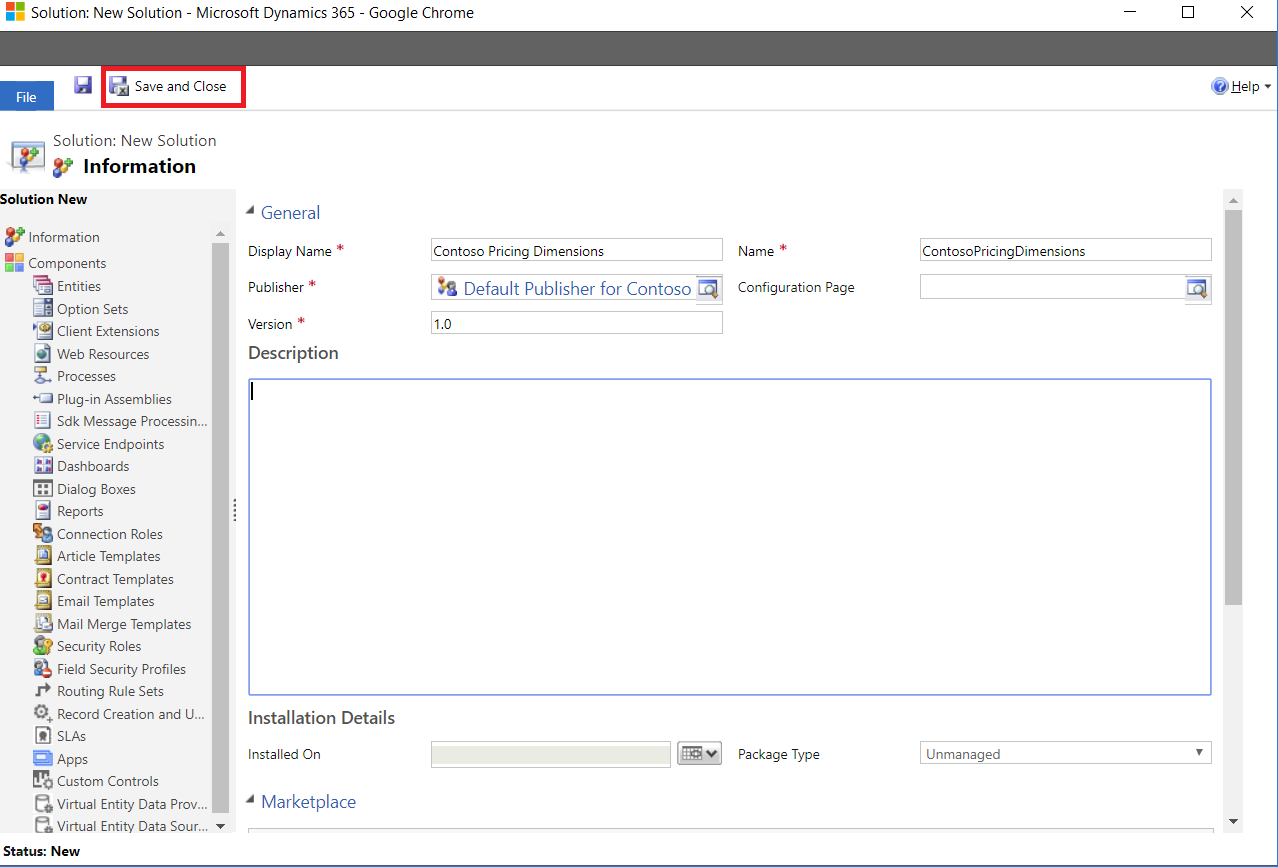 Solution: New Solution - Microsoft Dynamics 365 - Google Chrome
File
Save and Close
Help
Solution: New Solution
Information
Solution New
Information
Components
Entities
Option Sets
Client Extensions
Web Resources
Processes
Plug-in Assemblies
Sdk Message Processin...
Service Endpoints
Dashboards
Dialog Boxes
Reports
Connection Roles
Article Templates
Contract Templates
Email Templates
Mail Merge Templates
Security Roles
Field Security Profiles
Routing Rule Sets
Record Creation and U...
SLAs
Apps
Custom Controls
Virtual Entity Data Prov...
Virtual Entity Data Sour...
General
Display Name * Contoso Pricing Dimensions Name * ContosoPricingDimensions
Publisher * Default Publisher for Contoso Configuration Page
Version * 1.0
Description
Installation Details
Installed On Package Type Unmanaged
Marketplace
Status: New